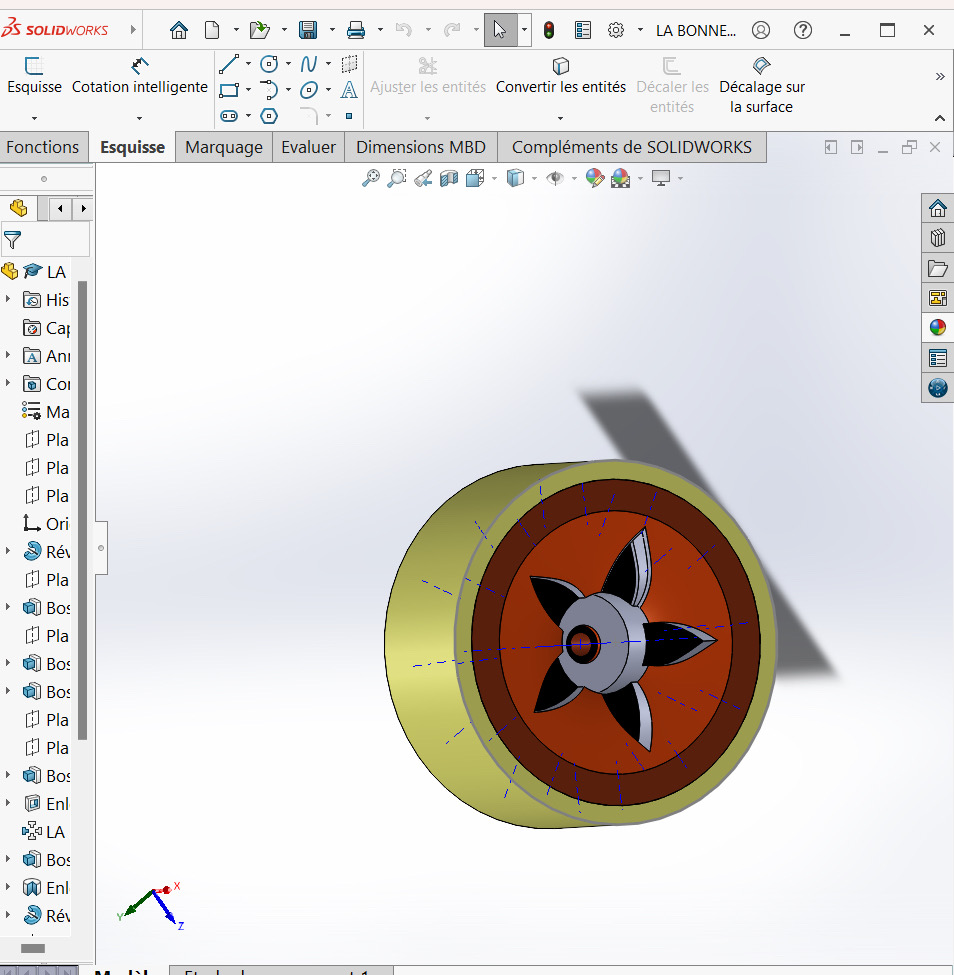 SOLIDWORKS
LA BONNE...
Esquisse
Cotation intelligente
Ajuster les entités
Convertir les entités
Décaler les
entités
Décalage sur
la surface
Fonctions
Esquisse
Marquage
Evaluer
Dimensions MBD
Compléments de SOLIDWORKS
LA
His
Cap
Ann
Cor
Ma
Pla
Pla
Pla
Ori
Rév
Pla
Bos
Pla
Bos
Bos
Pla
Pla
Bos
Enl
LA
Bos
Enl
Rév
X
Y
Z